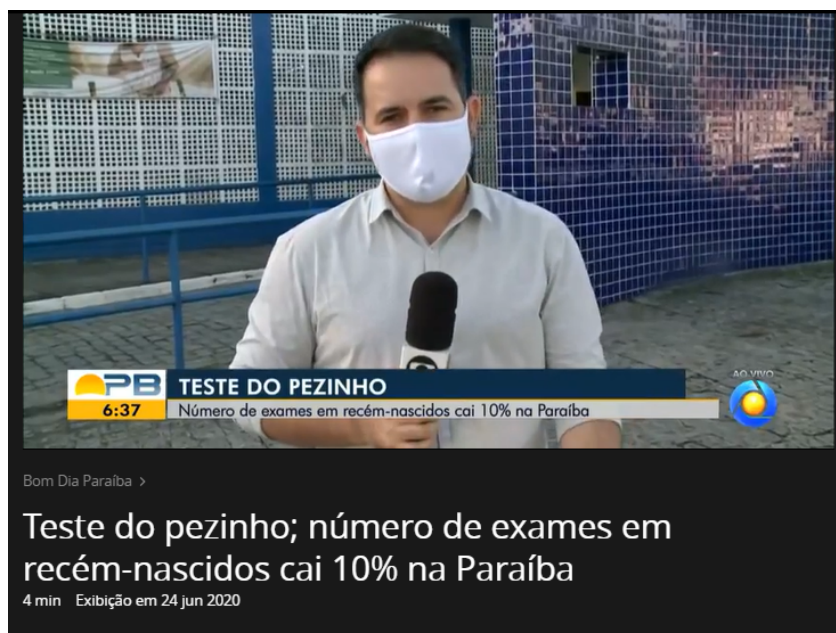 PB
TESTE DO PEZINHO
AO VIVO
6:37
Número de exames em recém-nascidos cai 10% na Paraíba
Bom Dia Paraíba >
Teste do pezinho; número de exames em
recém-nascidos cai 10% na Paraíba
4 min Exibição em 24 jun 2020